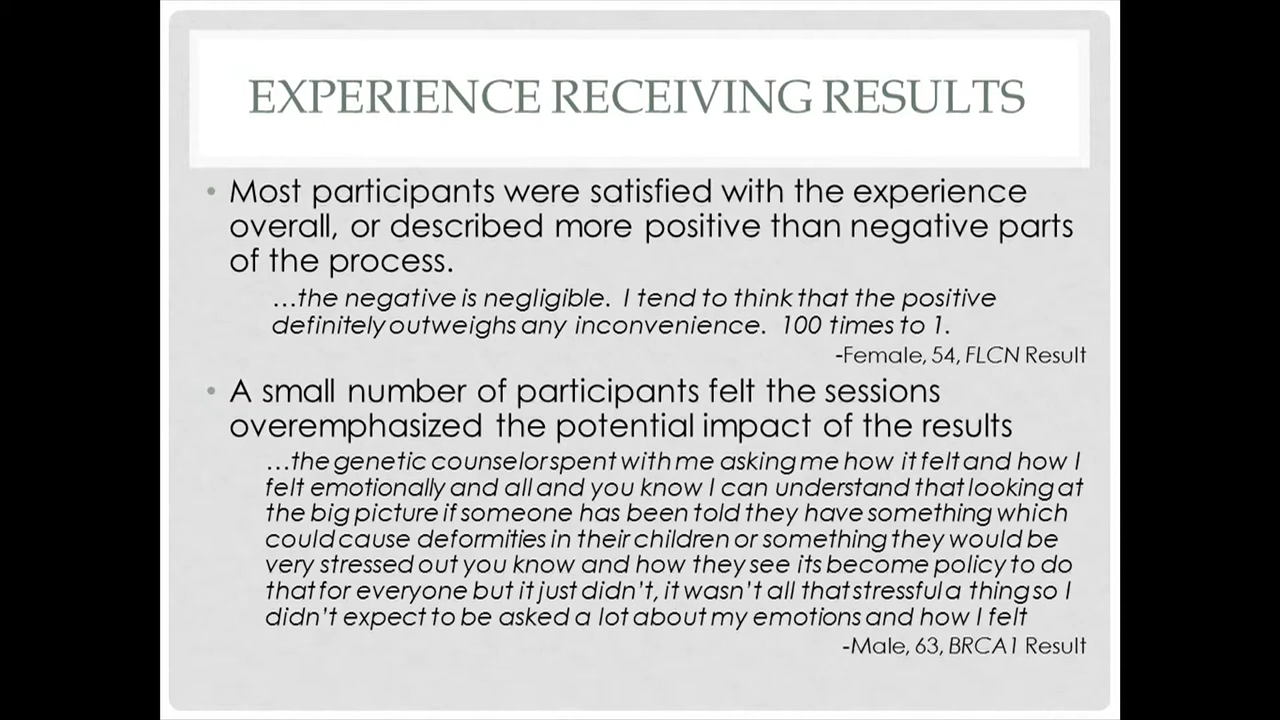 EXPERIENCE RECEIVING RESULTS
• Most participants were satisfied with the experience
overall, or described more positive than negative parts
of the process.
…the negative is negligible. I tend to think that the positive
definitely outweighs any inconvenience. 100 times to 1.
-Female, 54, FLCN Result
• A small number of participants felt the sessions
overemphasized the potential impact of the results
…the genetic counselor spent with me asking me how it felt and how I
felt emotionally and all and you know I can understand that looking at
the big picture if someone has been told they have something which
could cause deformities in their children or something they would be
very stressed out you know and how they see its become policy to do
that for everyone but it just didn't, it wasn't all that stressful a thing so I
didn't expect to be asked a lot about my emotions and how I felt
-Male, 63, BRCA1 Result